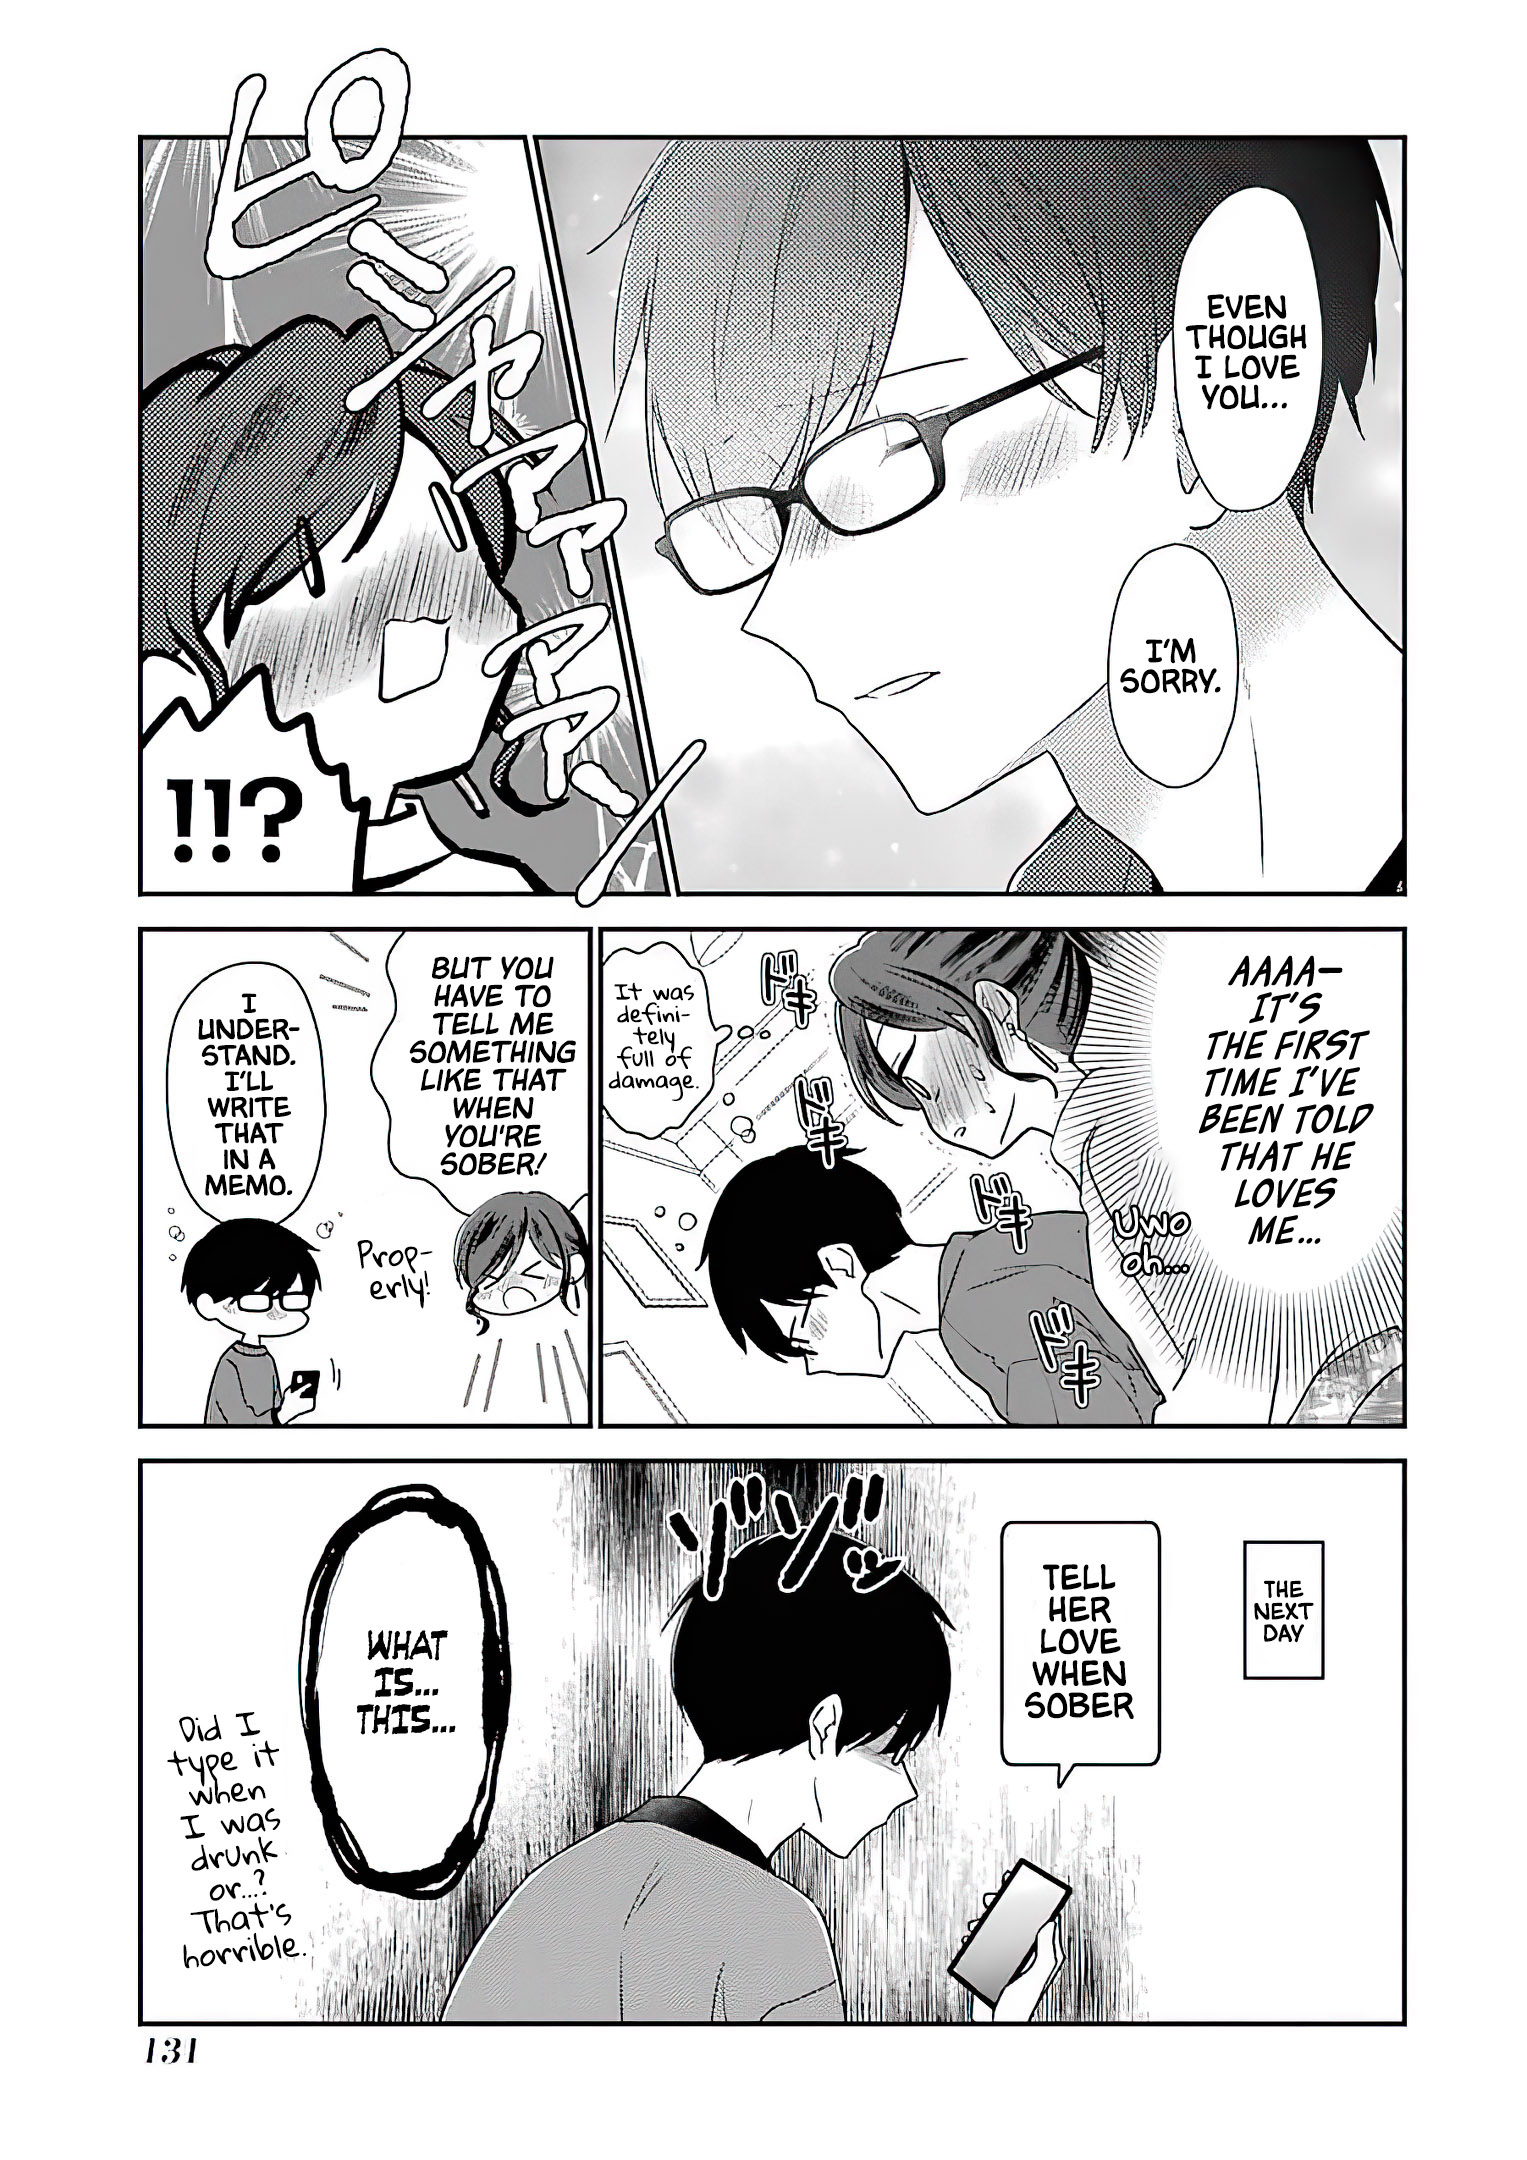 EVEN
THOUGH
I LOVE
YOU...
I'M
SORRY.
ピシャアアアアン
!!?
AAAA—
IT'S
THE FIRST
TIME I'VE
BEEN TOLD
THAT HE
LOVES
ME...
Uwo
oh...
ドキ
ドキ
ドキ
ドキ
It was
defini-
tely
full of
damage.
BUT YOU
HAVE TO
TELL ME
SOMETHING
LIKE THAT
WHEN
YOU'RE
SOBER!
Prop-
erly!
I
UNDER-
STAND.
I'LL
WRITE
THAT
IN A
MEMO.
THE
NEXT
DAY
TELL
HER
LOVE
WHEN
SOBER
ゾゾッ
WHAT
IS...
THIS...
Did I
type it
when
I was
drunk
or...?
That's
horrible.
131